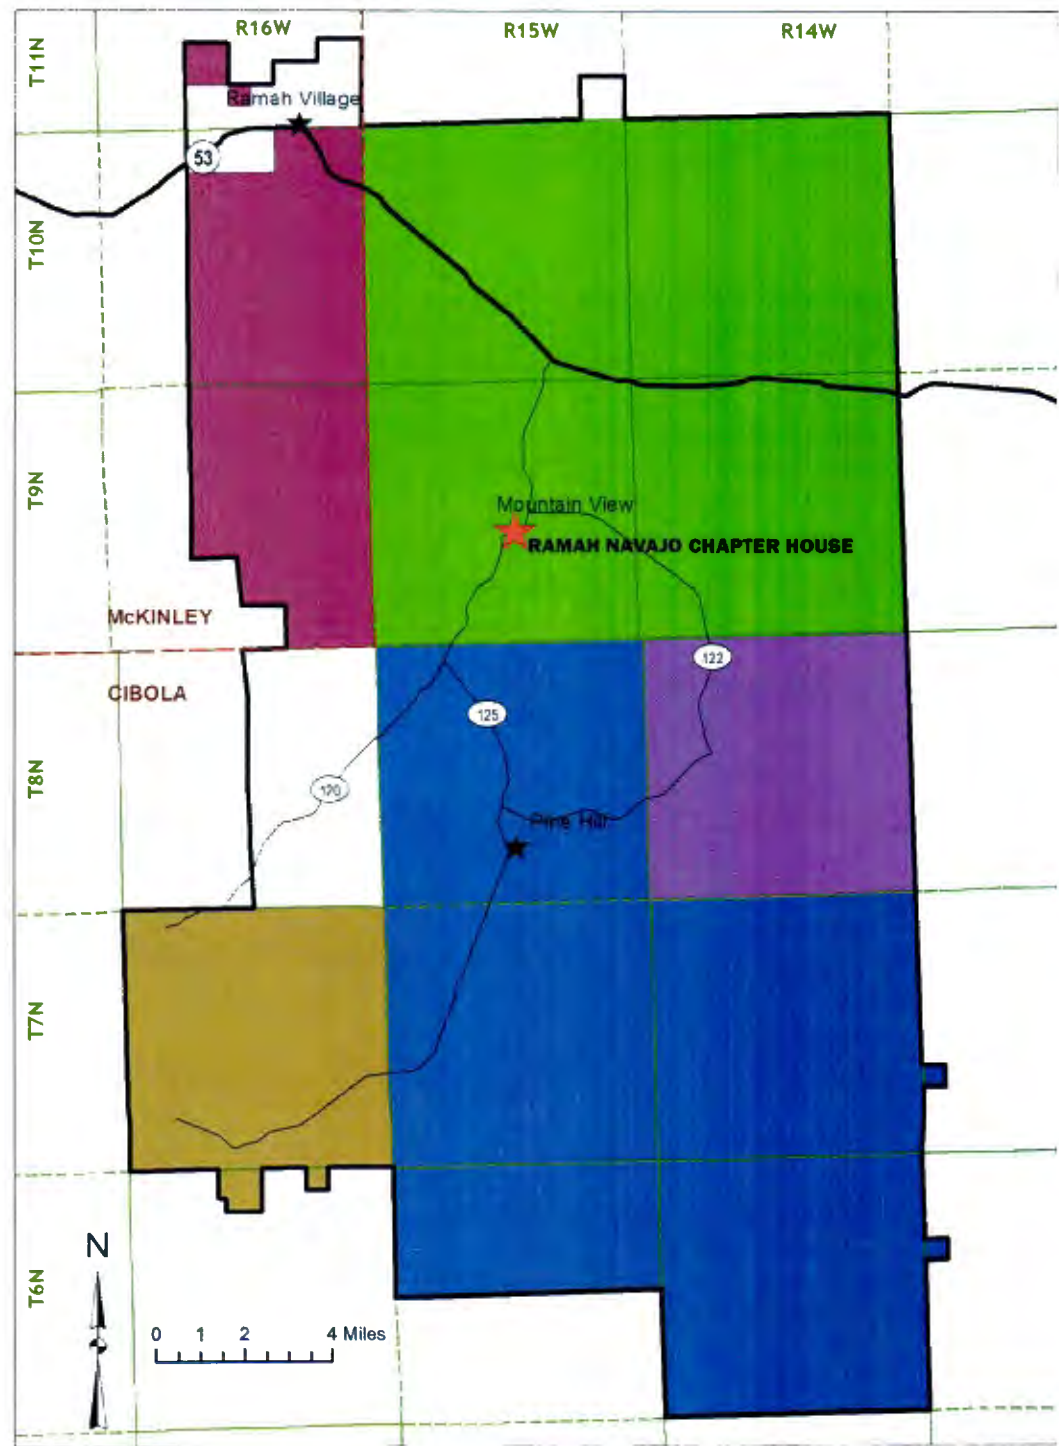 R16W
R15W
R14W
T11N
Ramah Village
53
T10N
T9N
Mountain View
RAMAH NAVAJO CHAPTER HOUSE
McKINLEY
122
CIBOLA
125
T8N
120
Pine Hill
T7N
N
T6N
0 1 2 4 Miles